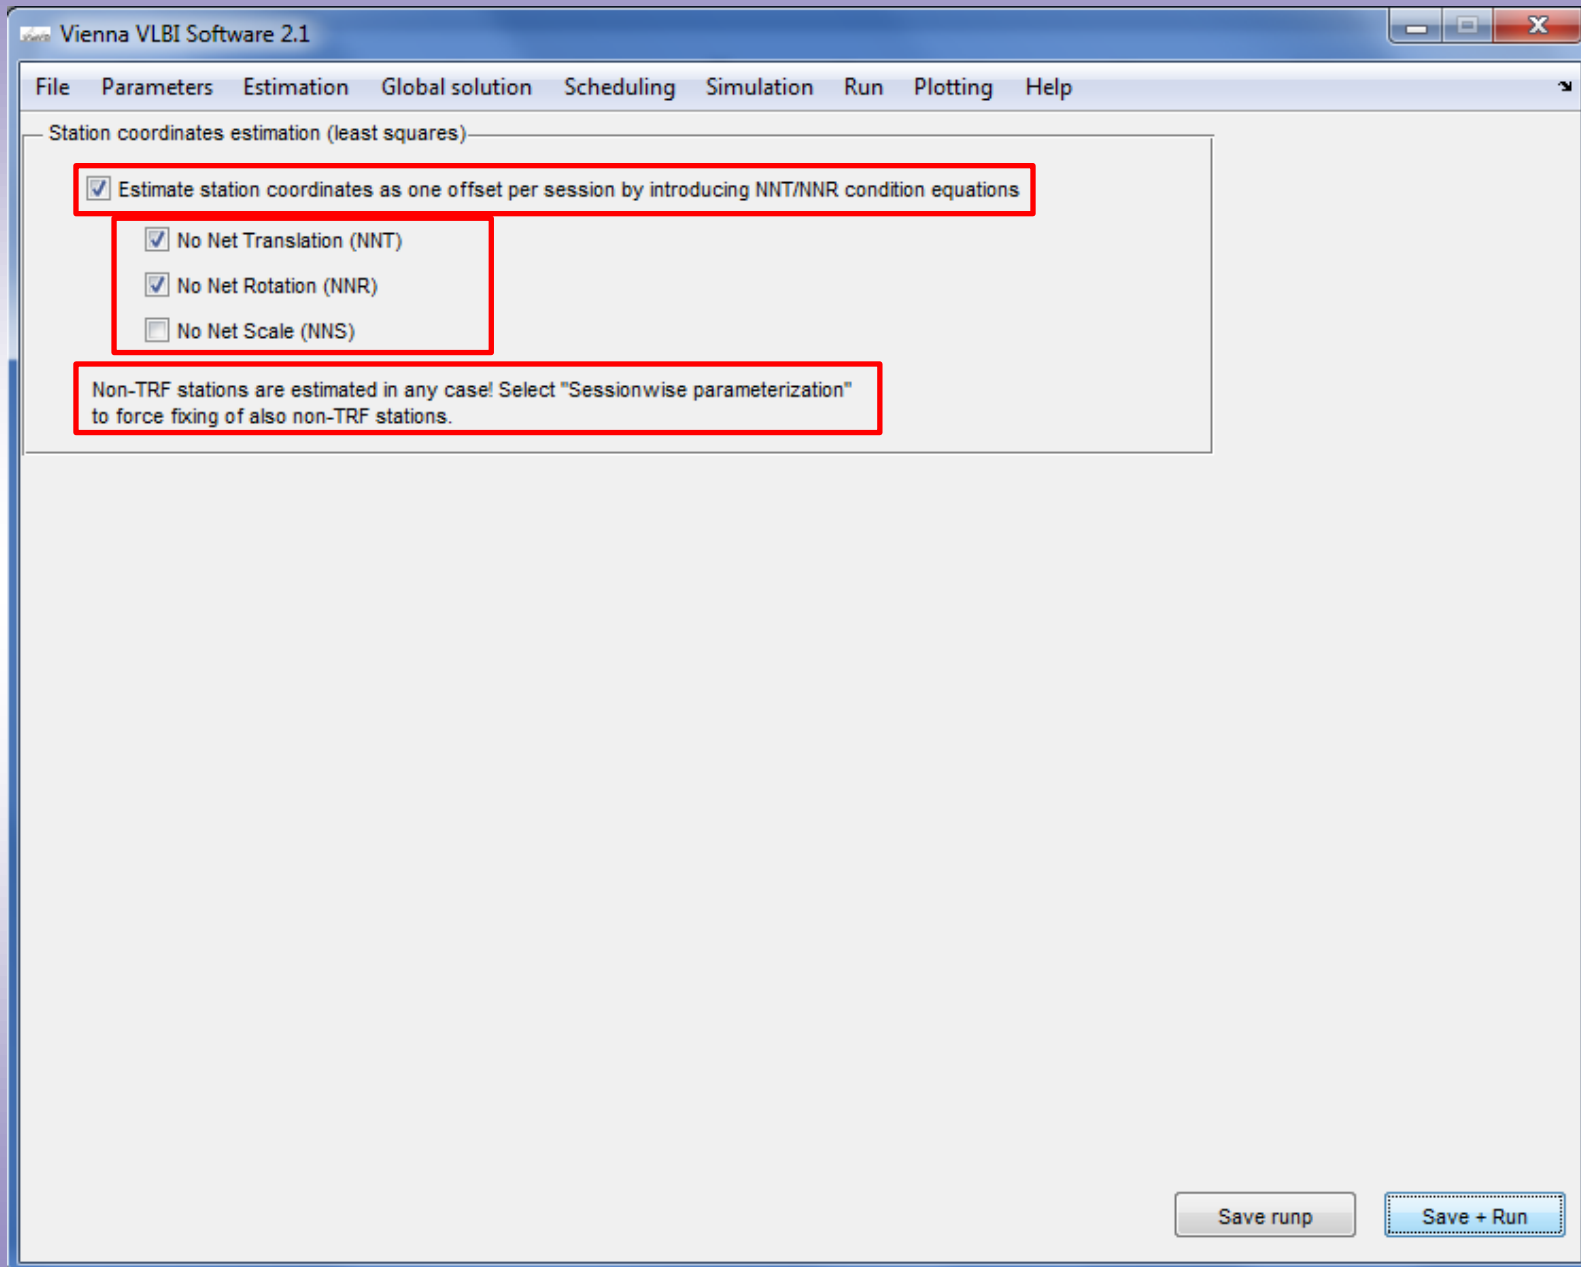 Vienna VLBI Software 2.1
File Parameters Estimation Global solution Scheduling Simulation Run Plotting Help
Station coordinates estimation (least squares)
Estimate station coordinates as one offset per session by introducing NNT/NNR condition equations
No Net Translation (NNT)
No Net Rotation (NNR)
No Net Scale (NNS)
Non-TRF stations are estimated in any case! Select "Sessionwise parameterization"
to force fixing of also non-TRF stations.
Save runp Save + Run